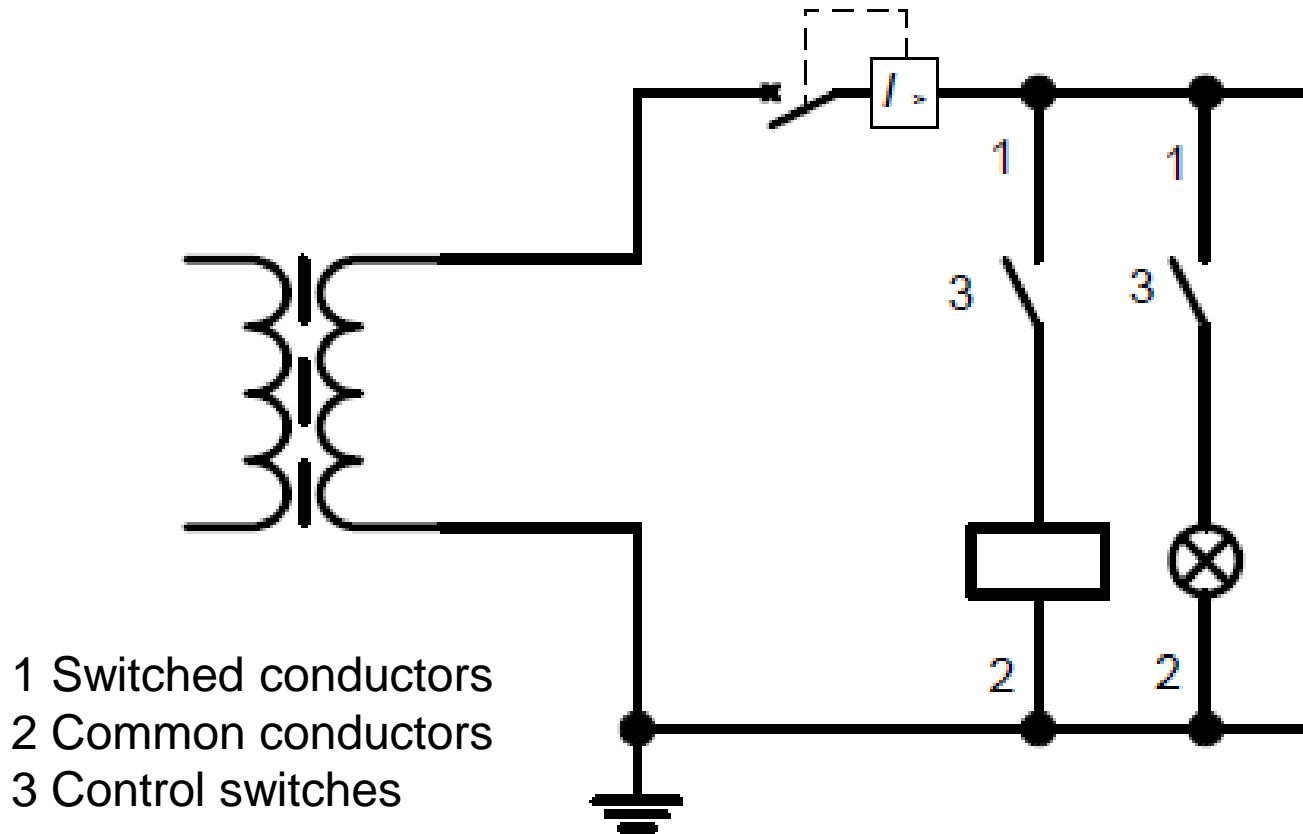 I >
1 1
3 3
2 2
1 Switched conductors
2 Common conductors
3 Control switches